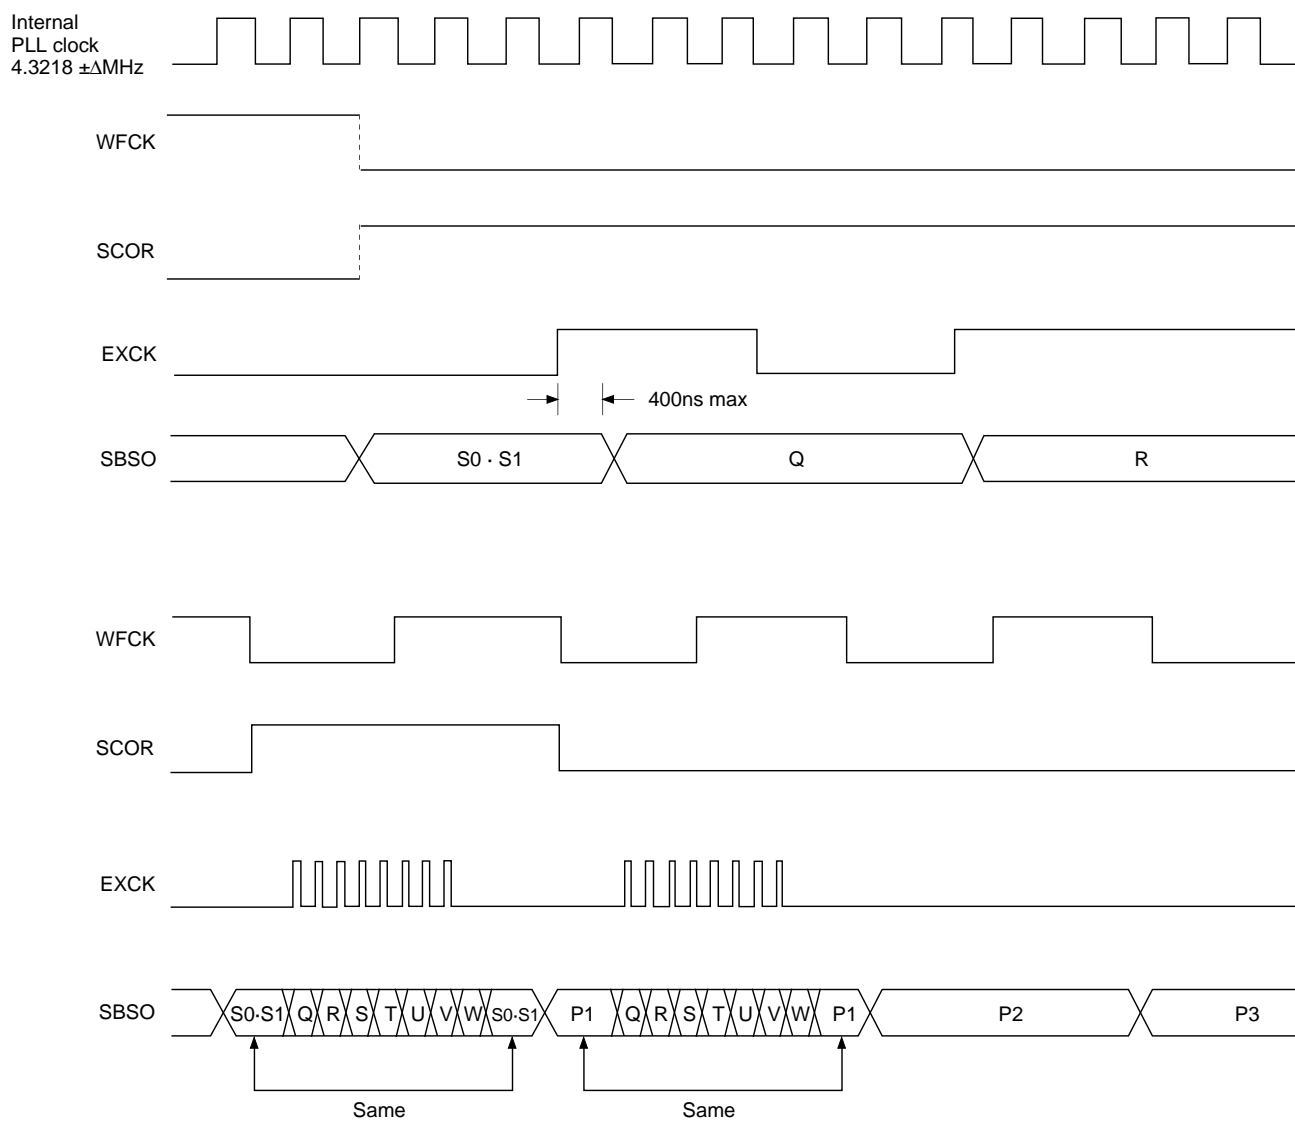 Internal
PLL clock
4.3218 ±ΔMHz
WFCK
SCOR
EXCK
400ns max
SBSO
S0 · S1
Q
R
WFCK
SCOR
EXCK
SBSO
S0·S1 Q R S T U V W S0·S1 P1 Q R S T U V W P1 P2 P3
Same
Same